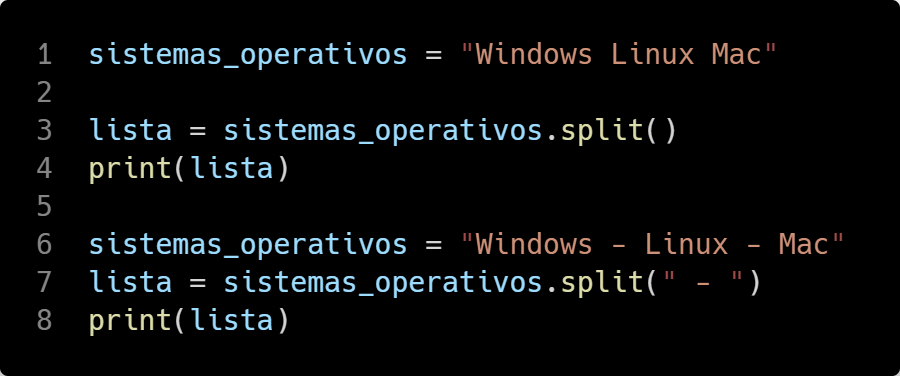 1 sistemas_operativos = "Windows Linux Mac"
2
3 lista = sistemas_operativos.split()
4 print(lista)
5
6 sistemas_operativos = "Windows - Linux - Mac"
7 lista = sistemas_operativos.split(" - ")
8 print(lista)